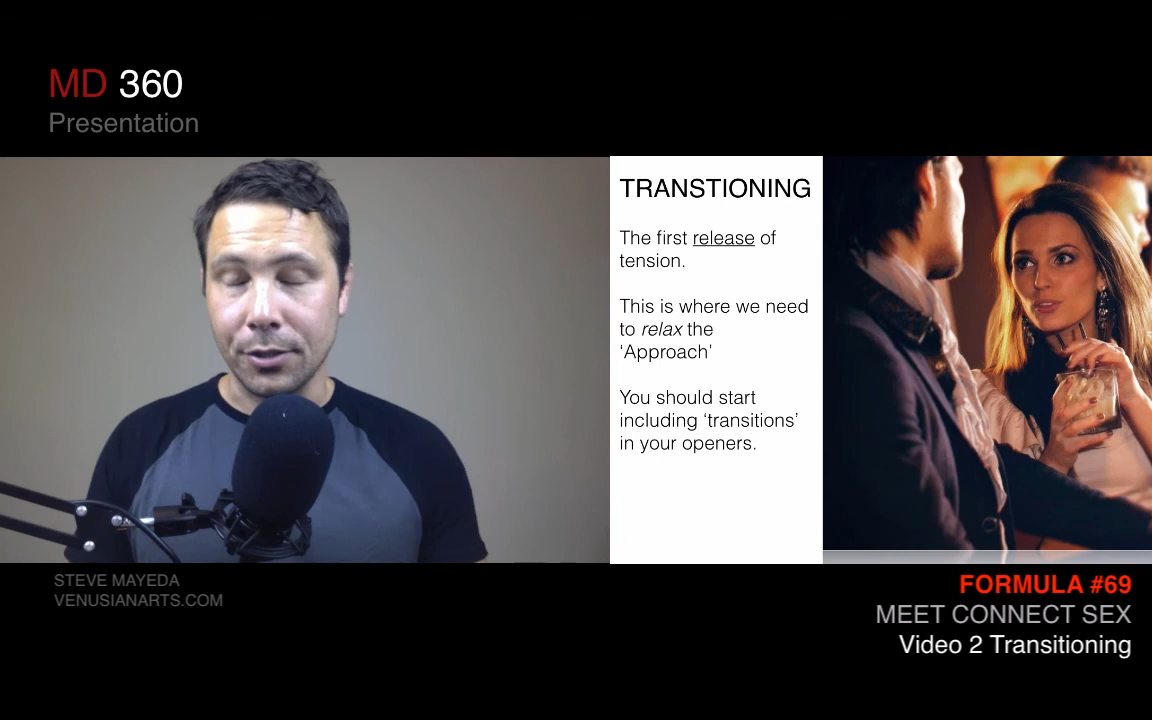 MD 360
Presentation
TRANSTIONING
The first release of
tension.
This is where we need
to relax the
‘Approach’
You should start
including ‘transitions’
in your openers.
STEVE MAYEDA
VENUSIANARTS.COM
FORMULA #69
MEET CONNECT SEX
Video 2 Transitioning